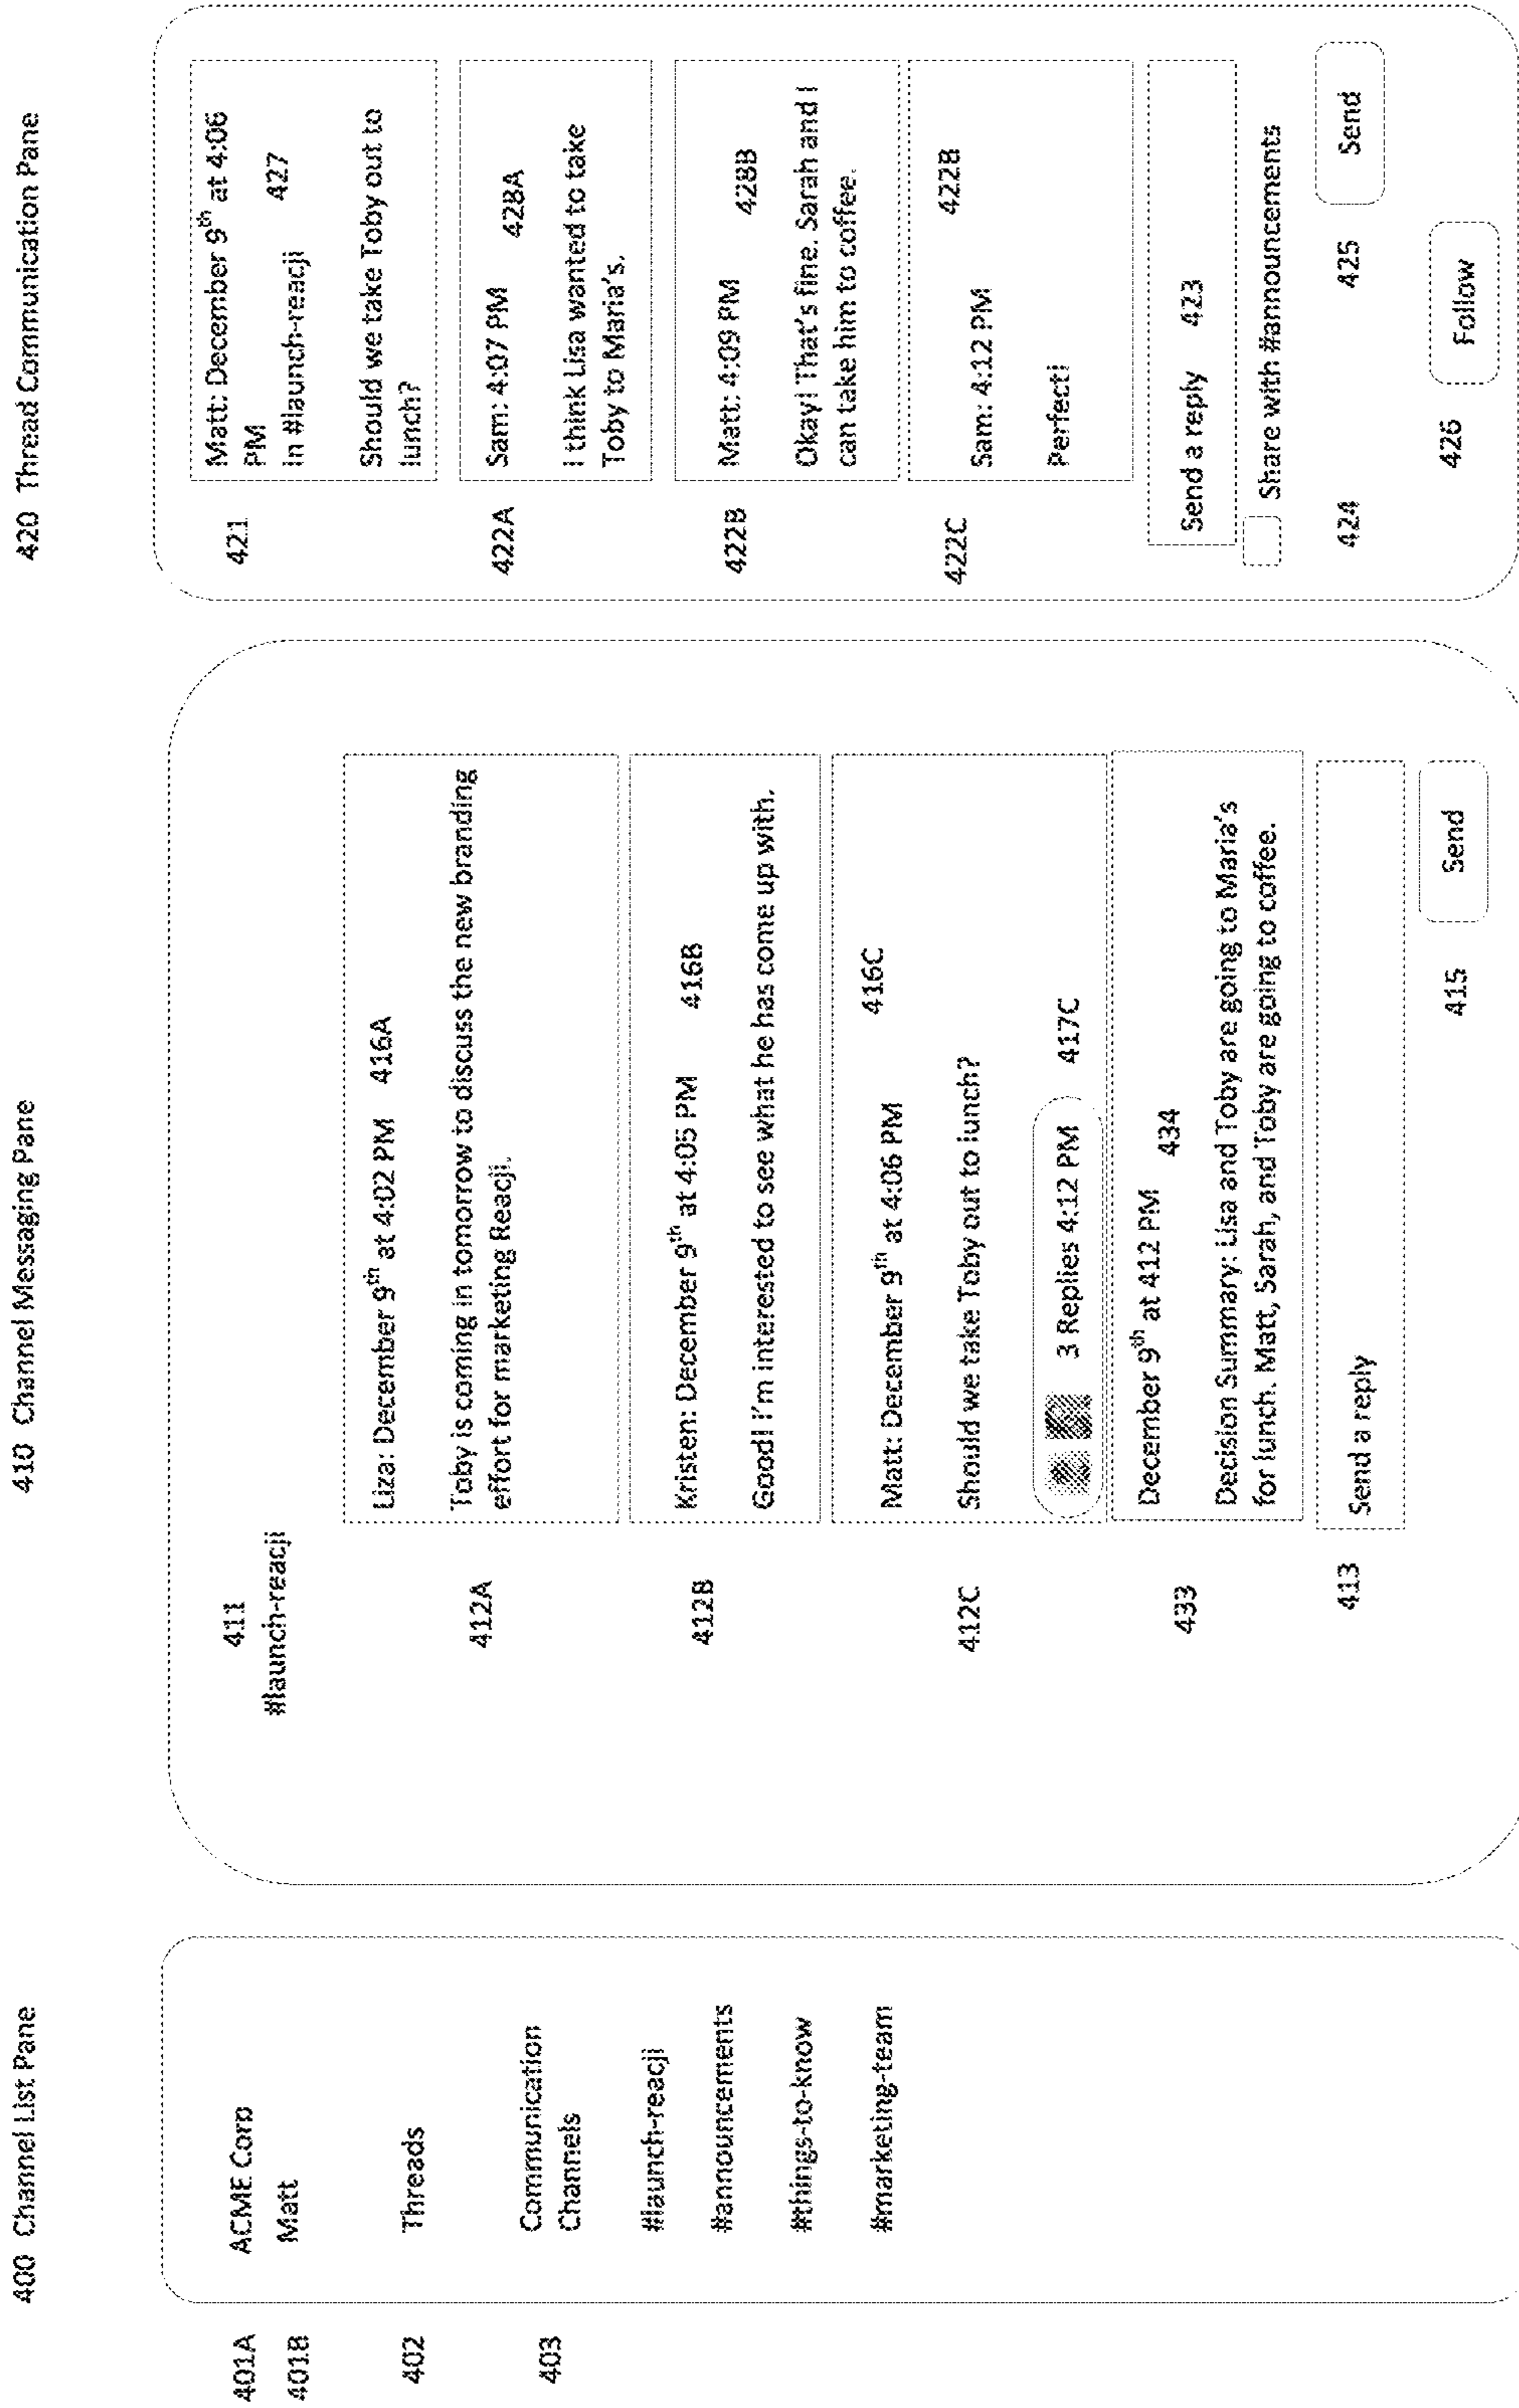 400 Channel List Pane
401A
ACME Corp
401B
Matt
402
Threads
403
Communication
Channels
#launch-reacji
#announcements
#things-to-know
#marketing-team
410 Channel Messaging Pane
411
#launch-reacji
412A
Liza: December 9th at 4:02 PM 416A
Toby is coming in tomorrow to discuss the new branding
effort for marketing Reacji.
412B
Kristen: December 9th at 4:05 PM 416B
Good! I'm interested to see what he has come up with.
412C
416C
Matt: December 9th at 4:06 PM
Should we take Toby out to lunch?
3 Replies 4:12 PM 417C
433
December 9th at 412 PM
434
Decision Summary: Lisa and Toby are going to Maria's
for lunch. Matt, Sarah, and Toby are going to coffee.
413
Send a reply
415
Send
420 Thread Communication Pane
421
Matt: December 9th at 4:06
PM
In #launch-reacji 427
Should we take Toby out to
lunch?
422A
Sam: 4:07 PM 428A
I think Lisa wanted to take
Toby to Maria's.
422B
Matt: 4:09 PM 428B
Okay! That's fine. Sarah and I
can take him to coffee.
422C
422B
Sam: 4:12 PM
Perfect!
Send a reply 423
Share with #announcements
424
425
Send
426
Follow